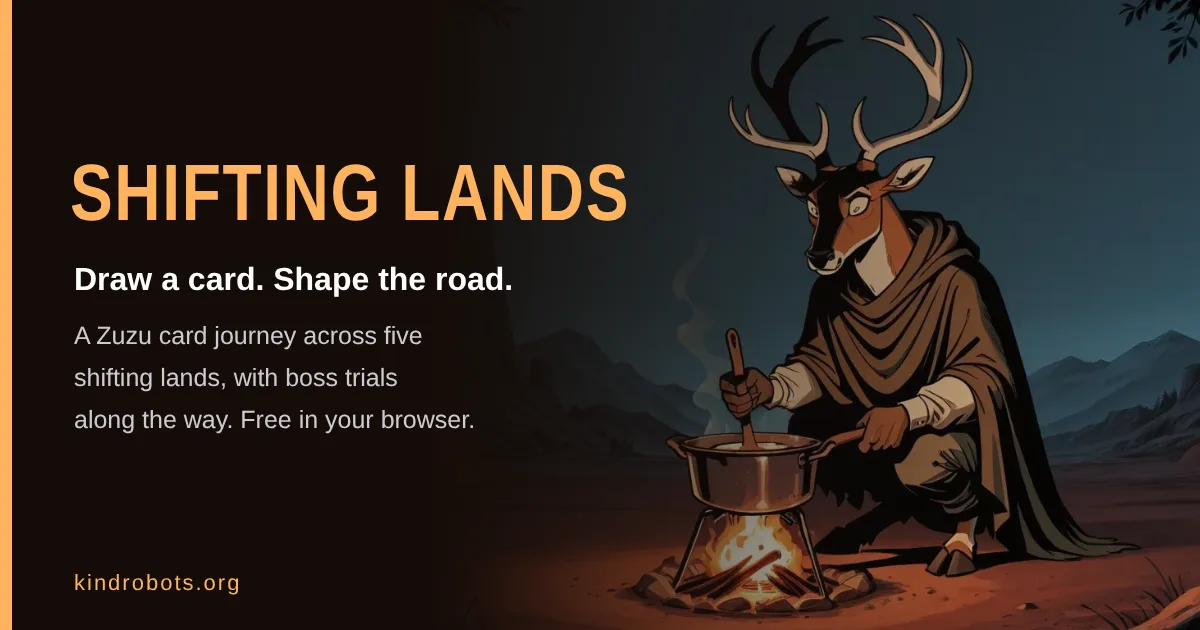 SHIFTING LANDS
Draw a card. Shape the road.
A Zuzu card journey across five
shifting lands, with boss trials
along the way. Free in your browser.
kindrobots.org